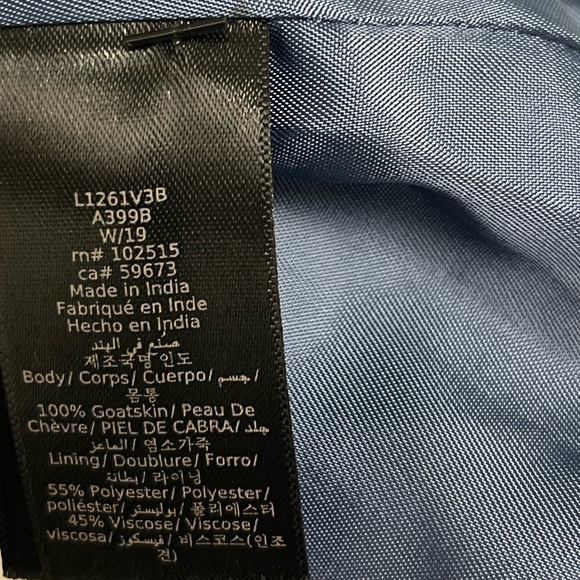 L1261V3B
A399B
W/19
rn# 102515
ca# 59673
Made in India
Fabriqué en Inde
Hecho en India
صنع في الهند
제조국명 인도
Body/ Corps/ Cuerpo/ جسم/
몸통
100% Goatskin/ Peau De
Chèvre/ PIEL DE CABRA/ جلد
الماعز/ 염소가죽
Lining/ Doublure/ Forro/
بطانة/ 라이닝
55% Polyester/ Polyester/
poliéster/ بوليستر/ 폴리에스터
45% Viscose/ Viscose/
viscosa/ فيسكوز/ 비스코스(인조
견)